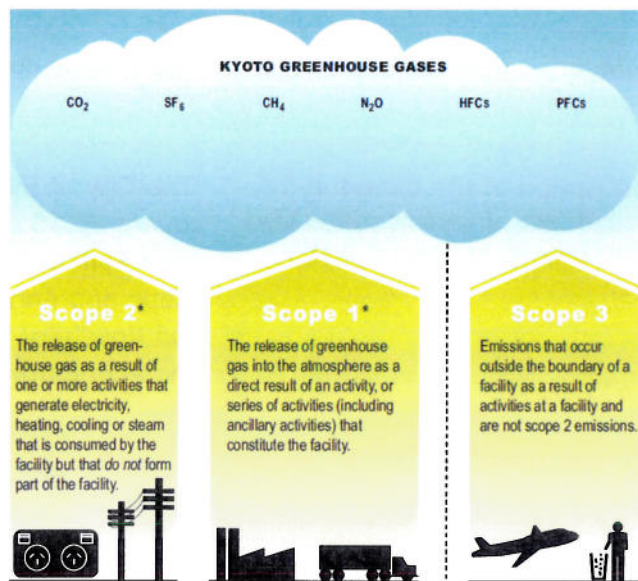 KYOTO GREENHOUSE GASES
CO₂ SF₆ CH₄ N₂O HFCs PFCs
Scope 2*
The release of green-
house gas as a result of
one or more activities that
generate electricity,
heating, cooling or steam
that is consumed by the
facility but that do not form
part of the facility.
Scope 1*
The release of greenhouse
gas into the atmosphere as a
direct result of an activity, or
series of activities (including
ancillary activities) that
constitute the facility.
Scope 3
Emissions that occur
outside the boundary of a
facility as a result of
activities at a facility and
are not scope 2 emissions.